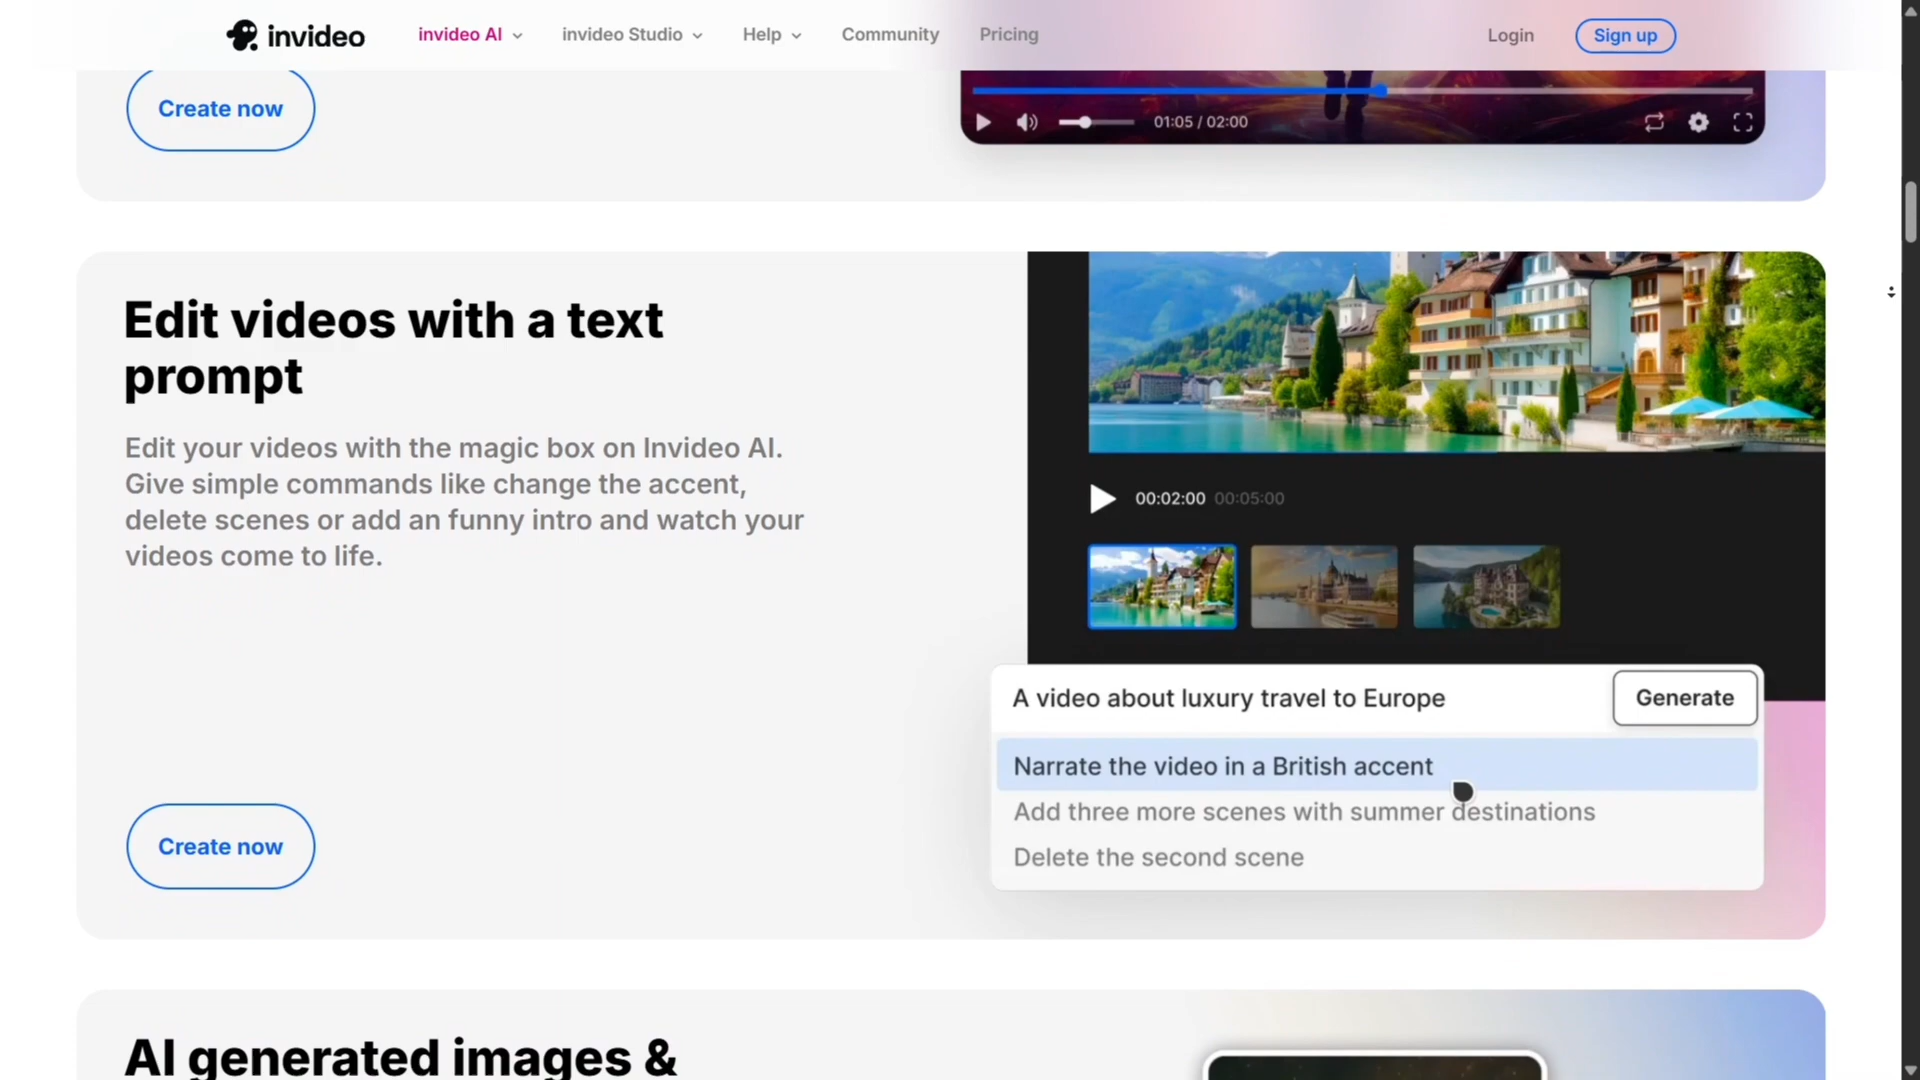 invideo
invideo AI
invideo Studio
Help
Community
Pricing
Login
Sign up
Create now
01:05 / 02:00
Edit videos with a text
prompt
Edit your videos with the magic box on Invideo AI.
Give simple commands like change the accent,
delete scenes or add an funny intro and watch your
videos come to life.
Create now
00:02:00 00:05:00
A video about luxury travel to Europe
Generate
Narrate the video in a British accent
Add three more scenes with summer destinations
Delete the second scene
AI generated images &